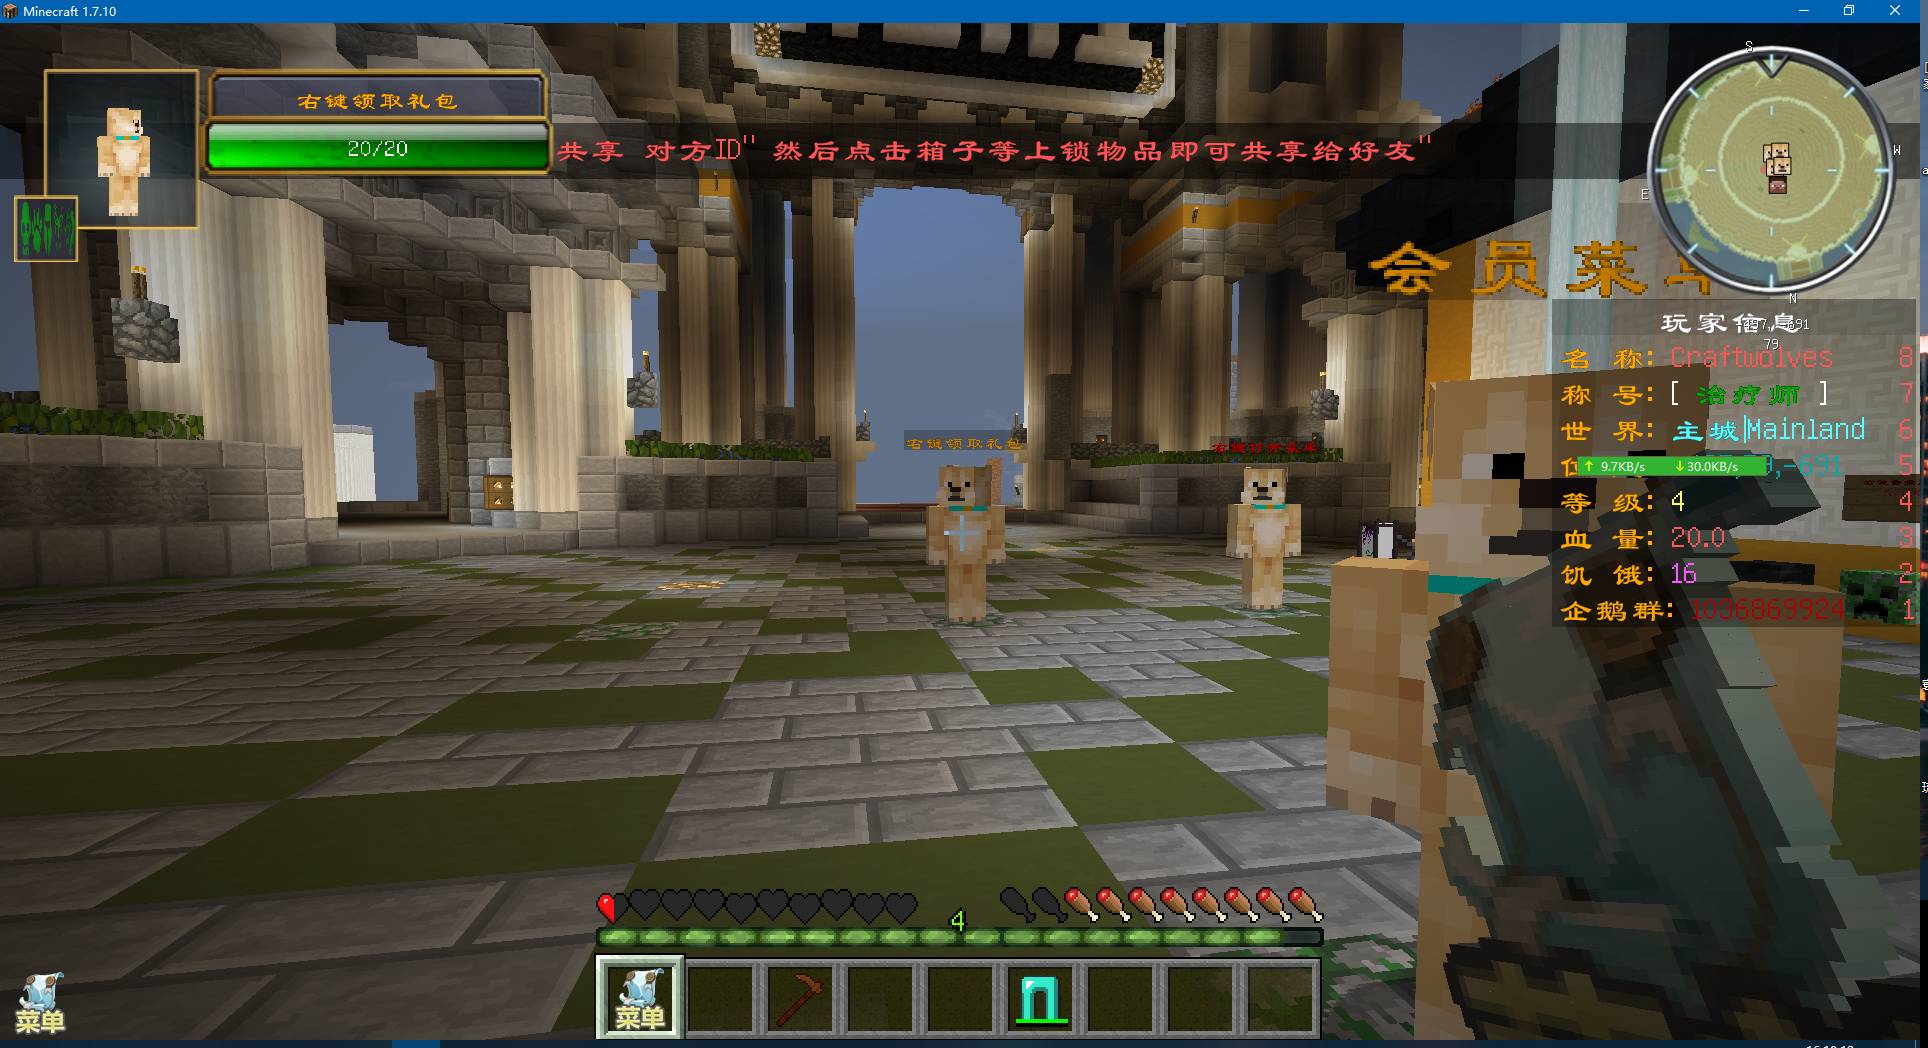 Minecraft 1.7.10
S
右键领取礼包
20/20
共享 对方ID" 然后点击箱子等上锁物品即可共享给好友"
W
E
会员菜
N
玩家信息
79
名 称: Craftwolves 8
称 号: [ 治疗师 ] 7
世 界: 主城|Mainland 6
右键领取礼包
位 ,-691 5
↑ 9.7KB/s ↓30.0KB/s
等 级: 4 4
血 量: 20.0 3
饥 饿: 16 2
企鹅群: 1036869924 1
4
菜单
菜单